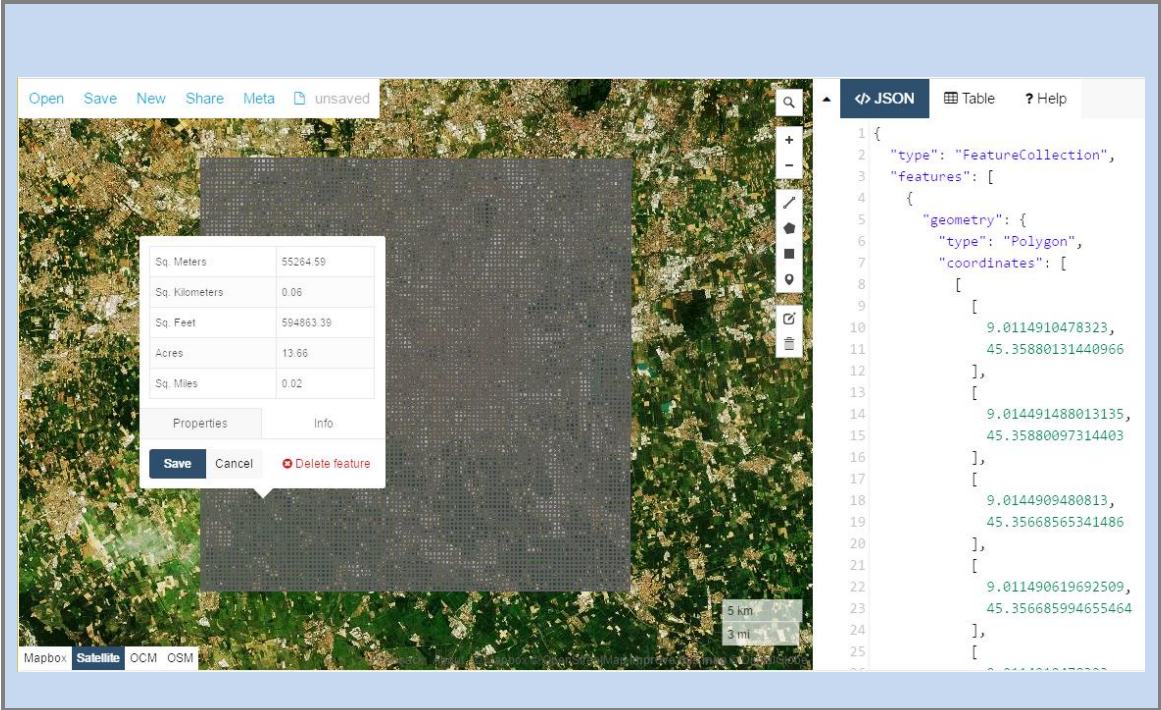 Open Save New Share Meta unsaved
Sq. Meters 55264.59
Sq. Kilometers 0.06
Sq. Feet 594863.39
Acres 13.66
Sq. Miles 0.02
Properties Info
Save Cancel Delete feature
+
−
5 km
3 mi
Mapbox Satellite OCM OSM
</> JSON Table ? Help
1 {
2 "type": "FeatureCollection",
3 "features": [
4 {
5 "geometry": {
6 "type": "Polygon",
7 "coordinates": [
8 [
9 [
10 9.0114910478323,
11 45.35880131440966
12 ],
13 [
14 9.014491488013135,
15 45.35880097314403
16 ],
17 [
18 9.0144909480813,
19 45.35668565341486
20 ],
21 [
22 9.011490619692509,
23 45.356685994655464
24 ],
25 [